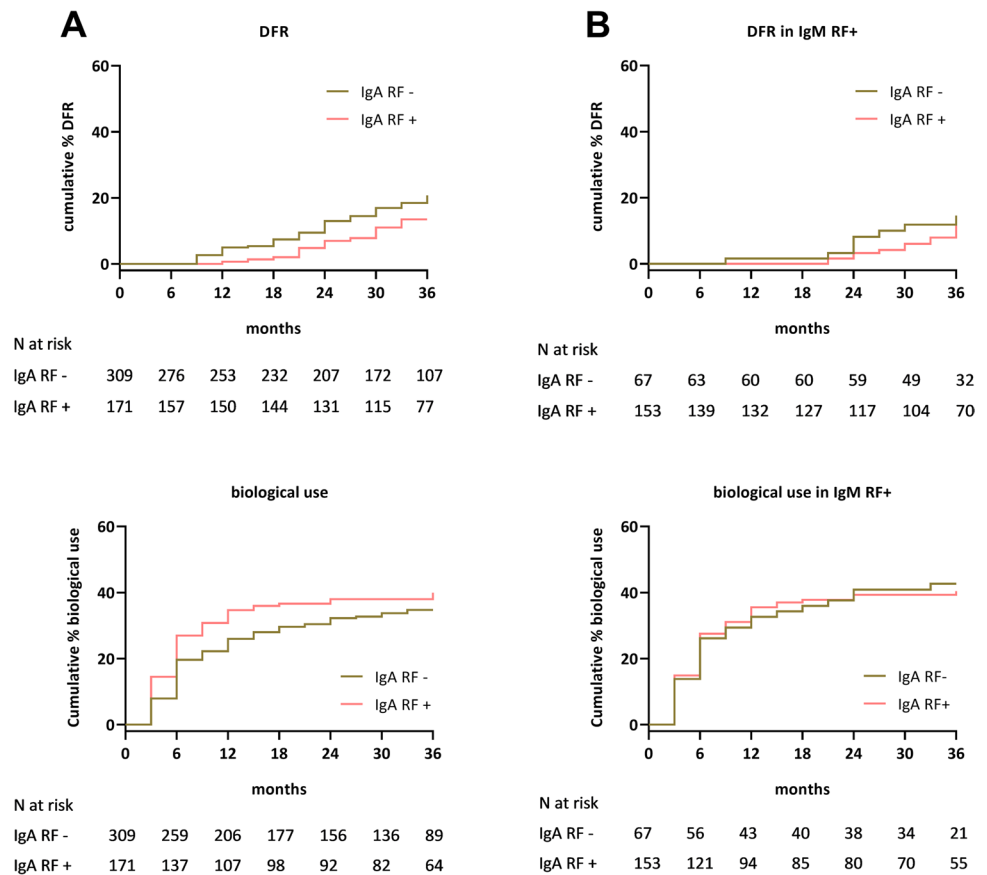 A
DFR
60
40
20
0
cumulative % DFR
IgA RF -
IgA RF +
0 6 12 18 24 30 36
months
N at risk
IgA RF - 309 276 253 232 207 172 107
IgA RF + 171 157 150 144 131 115 77
B
DFR in IgM RF+
60
40
20
0
cumulative % DFR
IgA RF -
IgA RF +
0 6 12 18 24 30 36
months
N at risk
IgA RF - 67 63 60 60 59 49 32
IgA RF + 153 139 132 127 117 104 70
biological use
60
40
20
0
Cumulative % biological use
IgA RF -
IgA RF +
0 6 12 18 24 30 36
months
N at risk
IgA RF - 309 259 206 177 156 136 89
IgA RF + 171 137 107 98 92 82 64
biological use in IgM RF+
60
40
20
0
Cumulative % biological use
IgA RF-
IgA RF+
0 6 12 18 24 30 36
months
N at risk
IgA RF - 67 56 43 40 38 34 21
IgA RF + 153 121 94 85 80 70 55